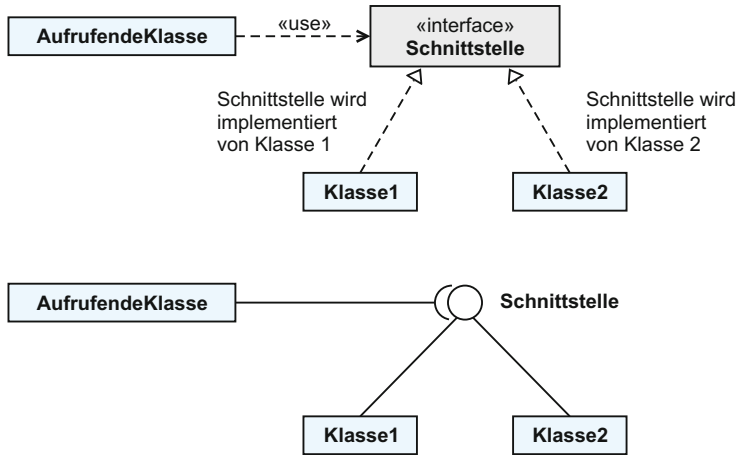 «use»
«interface»
AufrufendeKlasse
Schnittstelle
Schnittstelle wird
implementiert
von Klasse 1
Schnittstelle wird
implementiert
von Klasse 2
Klasse1
Klasse2
AufrufendeKlasse
Schnittstelle
Klasse1
Klasse2